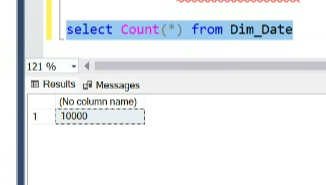 select Count(*) from Dim_Date
121 %
Results Messages
(No column name)
1 10000